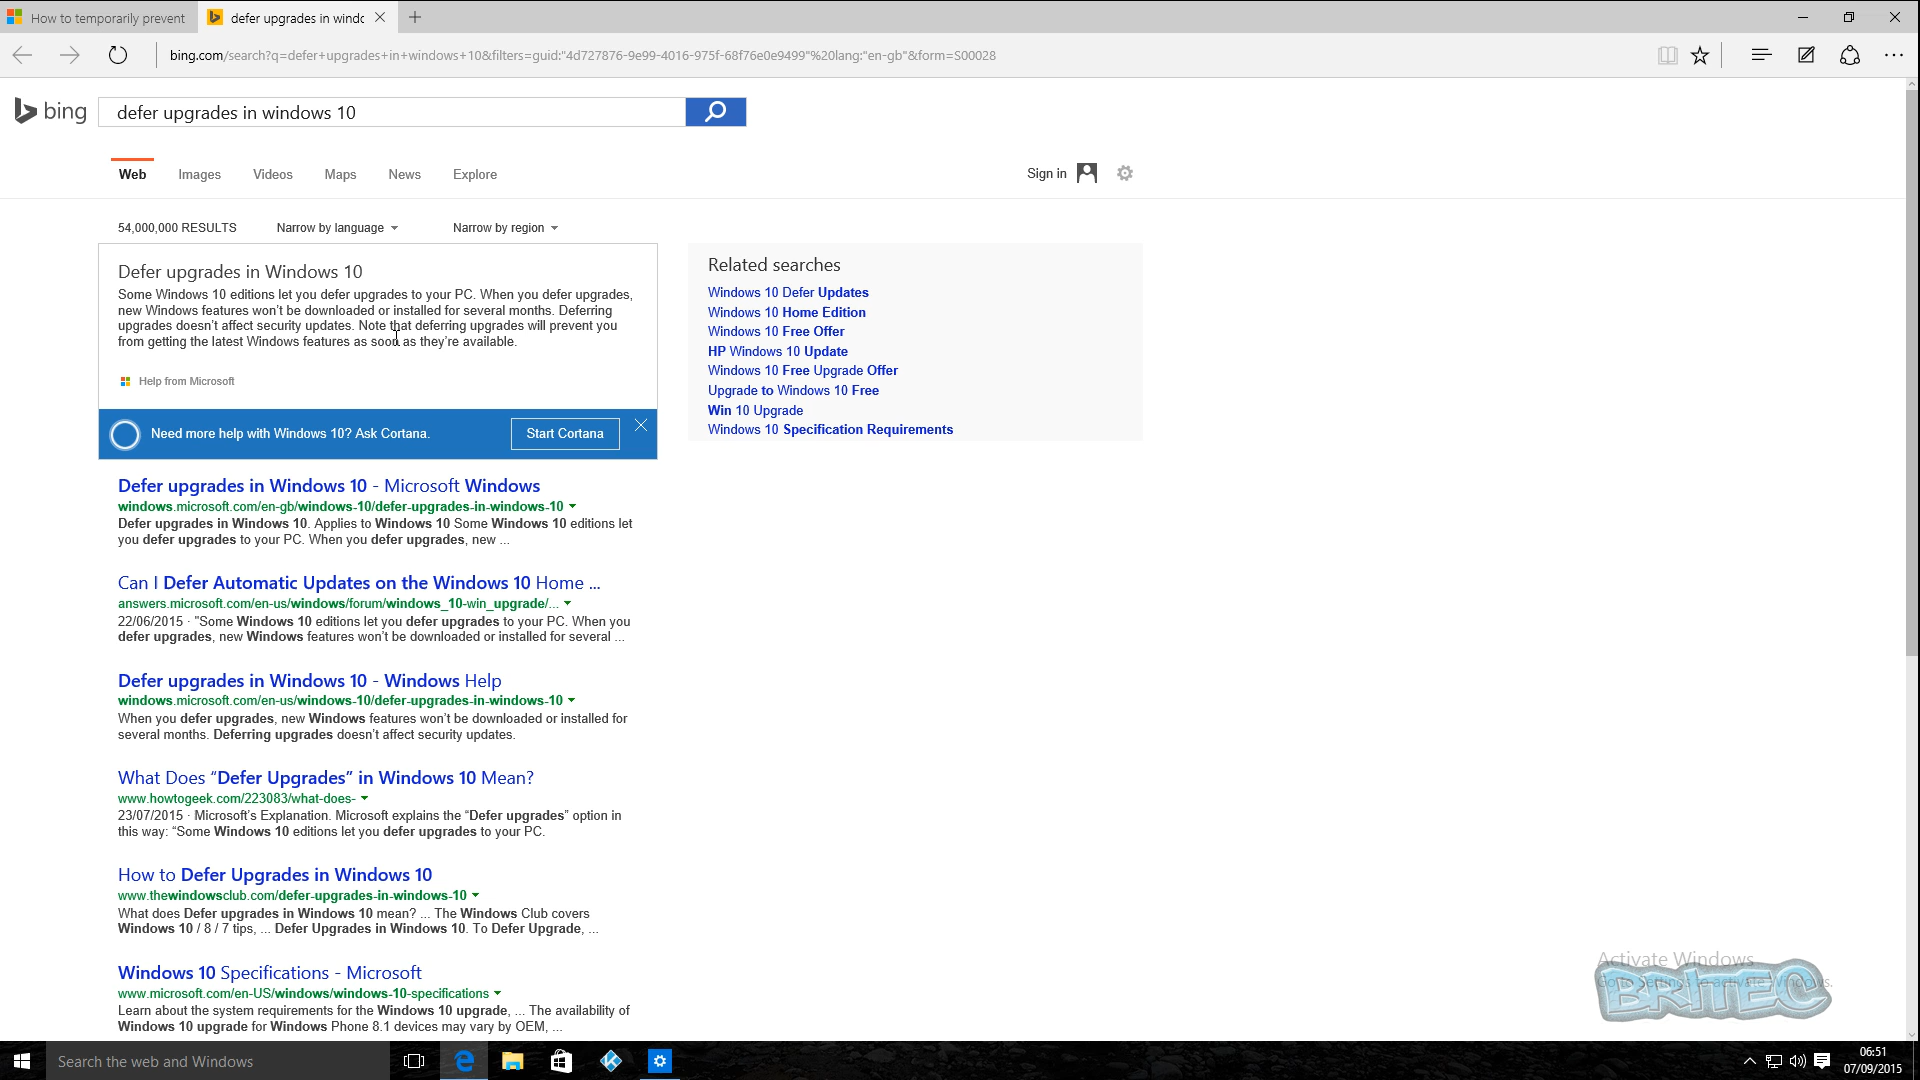 How to temporarily prevent
defer upgrades in windo
bing.com/search?q=defer+upgrades+in+windows+10&filters=guid:"4d727876-9e99-4016-975f-68f76e0e9499"%20lang:"en-gb"&form=S00028
bing
defer upgrades in windows 10
Web Images Videos Maps News Explore
Sign in
54,000,000 RESULTS Narrow by language Narrow by region
Defer upgrades in Windows 10
Some Windows 10 editions let you defer upgrades to your PC. When you defer upgrades,
new Windows features won't be downloaded or installed for several months. Deferring
upgrades doesn't affect security updates. Note that deferring upgrades will prevent you
from getting the latest Windows features as soon as they're available.
Help from Microsoft
Need more help with Windows 10? Ask Cortana.
Start Cortana
Related searches
Windows 10 Defer Updates
Windows 10 Home Edition
Windows 10 Free Offer
HP Windows 10 Update
Windows 10 Free Upgrade Offer
Upgrade to Windows 10 Free
Win 10 Upgrade
Windows 10 Specification Requirements
Defer upgrades in Windows 10 - Microsoft Windows
windows.microsoft.com/en-gb/windows-10/defer-upgrades-in-windows-10
Defer upgrades in Windows 10. Applies to Windows 10 Some Windows 10 editions let
you defer upgrades to your PC. When you defer upgrades, new ...
Can I Defer Automatic Updates on the Windows 10 Home ...
answers.microsoft.com/en-us/windows/forum/windows_10-win_upgrade/...
22/06/2015 · "Some Windows 10 editions let you defer upgrades to your PC. When you
defer upgrades, new Windows features won't be downloaded or installed for several ...
Defer upgrades in Windows 10 - Windows Help
windows.microsoft.com/en-us/windows-10/defer-upgrades-in-windows-10
When you defer upgrades, new Windows features won't be downloaded or installed for
several months. Deferring upgrades doesn't affect security updates.
What Does “Defer Upgrades” in Windows 10 Mean?
www.howtogeek.com/223083/what-does-
23/07/2015 · Microsoft's Explanation. Microsoft explains the “Defer upgrades” option in
this way: “Some Windows 10 editions let you defer upgrades to your PC.
How to Defer Upgrades in Windows 10
www.thewindowsclub.com/defer-upgrades-in-windows-10
What does Defer upgrades in Windows 10 mean? ... The Windows Club covers
Windows 10 / 8 / 7 tips, ... Defer Upgrades in Windows 10. To Defer Upgrade, ...
Windows 10 Specifications - Microsoft
www.microsoft.com/en-US/windows/windows-10-specifications
Learn about the system requirements for the Windows 10 upgrade, ... The availability of
Windows 10 upgrade for Windows Phone 8.1 devices may vary by OEM, ...
Activate Windows
Go to Settings to activate Windows.
BRITEC
Search the web and Windows
06:51
07/09/2015